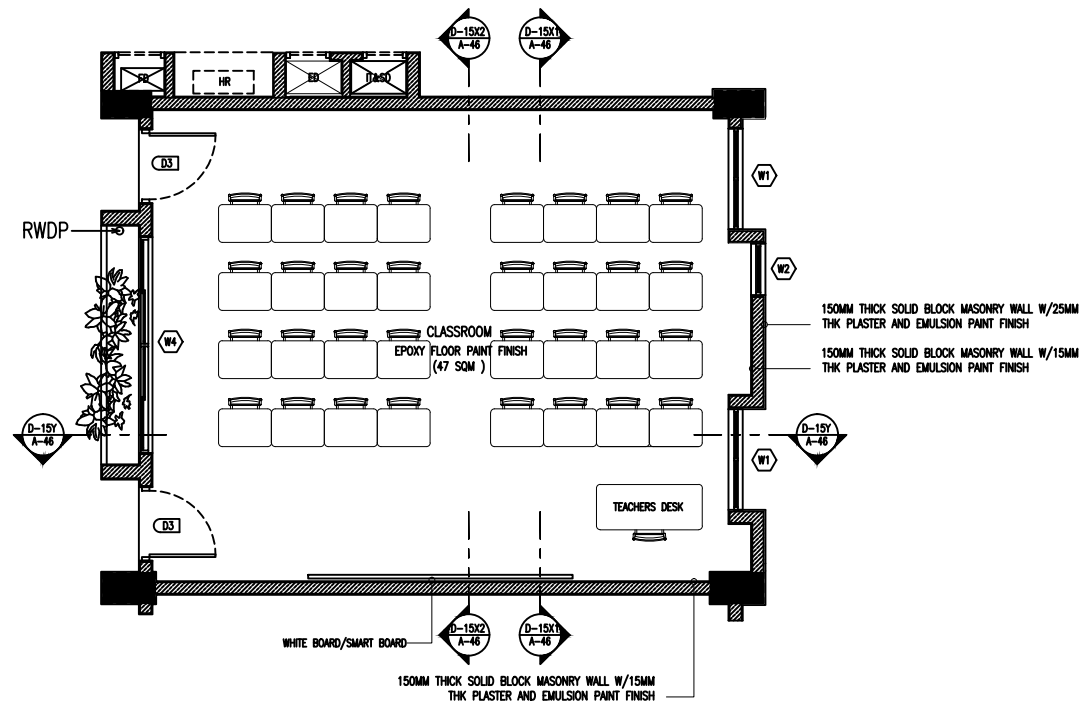 D-15X2
A-46
D-15X1
A-46
FB
HR
ED
IT&SD
D3
W1
RWDP
W2
150MM THICK SOLID BLOCK MASONRY WALL W/25MM
THK PLASTER AND EMULSION PAINT FINISH
CLASSROOM
EPOXY FLOOR PAINT FINISH
(47 SQM )
W4
150MM THICK SOLID BLOCK MASONRY WALL W/15MM
THK PLASTER AND EMULSION PAINT FINISH
D-15Y
A-46
D-15Y
A-46
W1
TEACHERS DESK
D3
D-15X2
A-46
D-15X1
A-46
WHITE BOARD/SMART BOARD
150MM THICK SOLID BLOCK MASONRY WALL W/15MM
THK PLASTER AND EMULSION PAINT FINISH